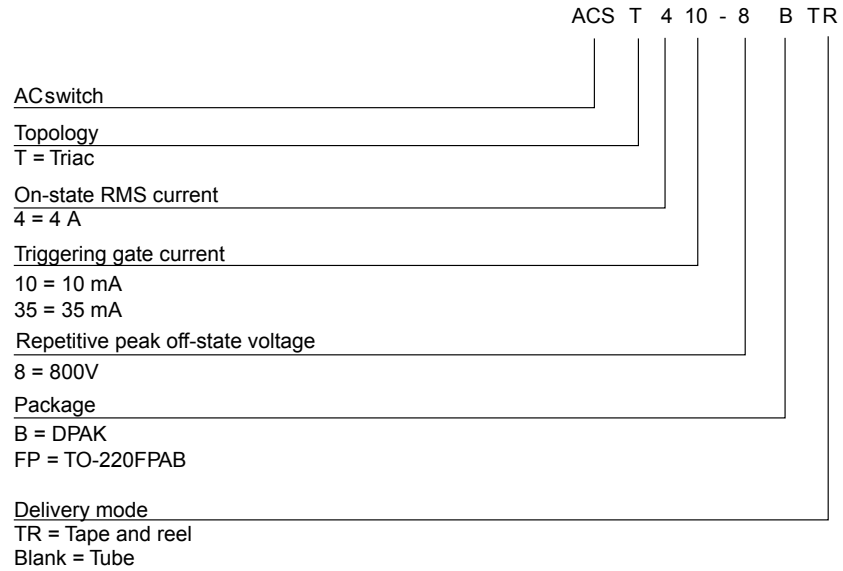 ACS T 4 10 - 8 B TR
ACswitch
Topology
T = Triac
On-state RMS current
4 = 4 A
Triggering gate current
10 = 10 mA
35 = 35 mA
Repetitive peak off-state voltage
8 = 800V
Package
B = DPAK
FP = TO-220FPAB
Delivery mode
TR = Tape and reel
Blank = Tube